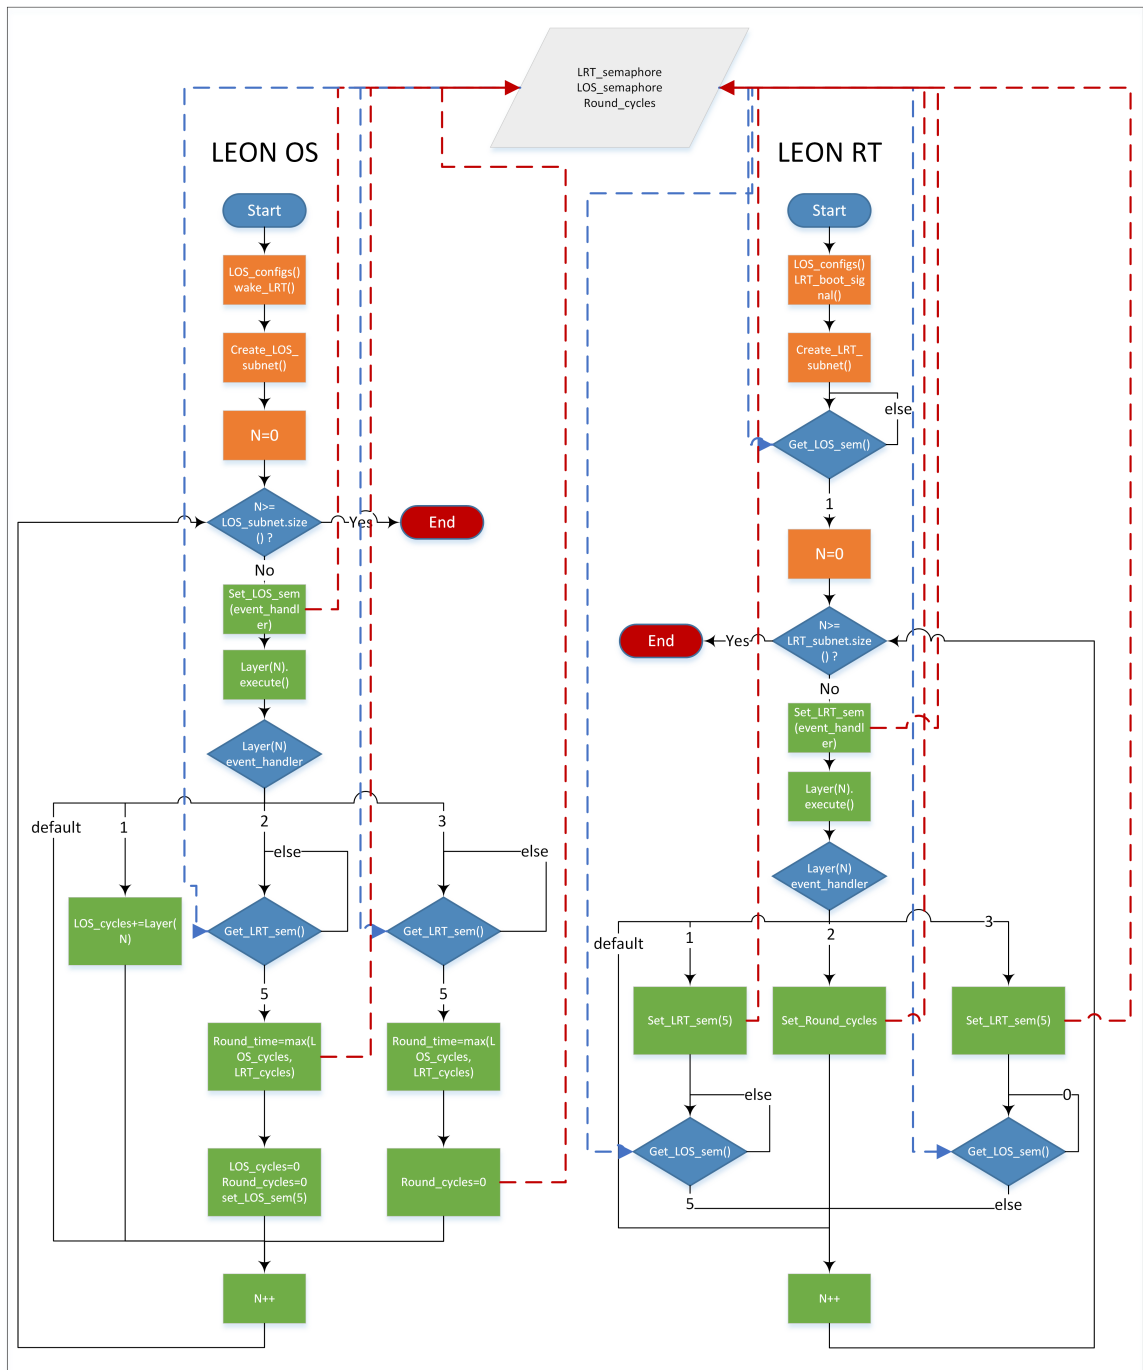 LRT_semaphore
LOS_semaphore
Round_cycles
LEON OS
Start
LOS_configs()
wake_LRT()
Create_LOS_
subnet()
N=0
N>=
LOS_subnet.size
() ?
Yes
End
No
Set_LOS_sem
(event_handl
er)
Layer(N).
execute()
Layer(N)
event_handler
default
1
2
3
else
else
LOS_cycles+=Layer(
N)
Get_LRT_sem()
Get_LRT_sem()
5
5
Round_time=max(L
OS_cycles,
LRT_cycles)
Round_time=max(L
OS_cycles,
LRT_cycles)
LOS_cycles=0
Round_cycles=0
set_LOS_sem(5)
Round_cycles=0
N++
LEON RT
Start
LOS_configs()
LRT_boot_sig
nal()
Create_LRT_
subnet()
else
Get_LOS_sem()
1
N=0
N>=
LRT_subnet.size
() ?
Yes
End
No
Set_LRT_sem
(event_handl
er)
Layer(N).
execute()
Layer(N)
event_handler
default
1
2
3
Set_LRT_sem(5)
Set_Round_cycles
Set_LRT_sem(5)
else
0
Get_LOS_sem()
Get_LOS_sem()
5
else
N++